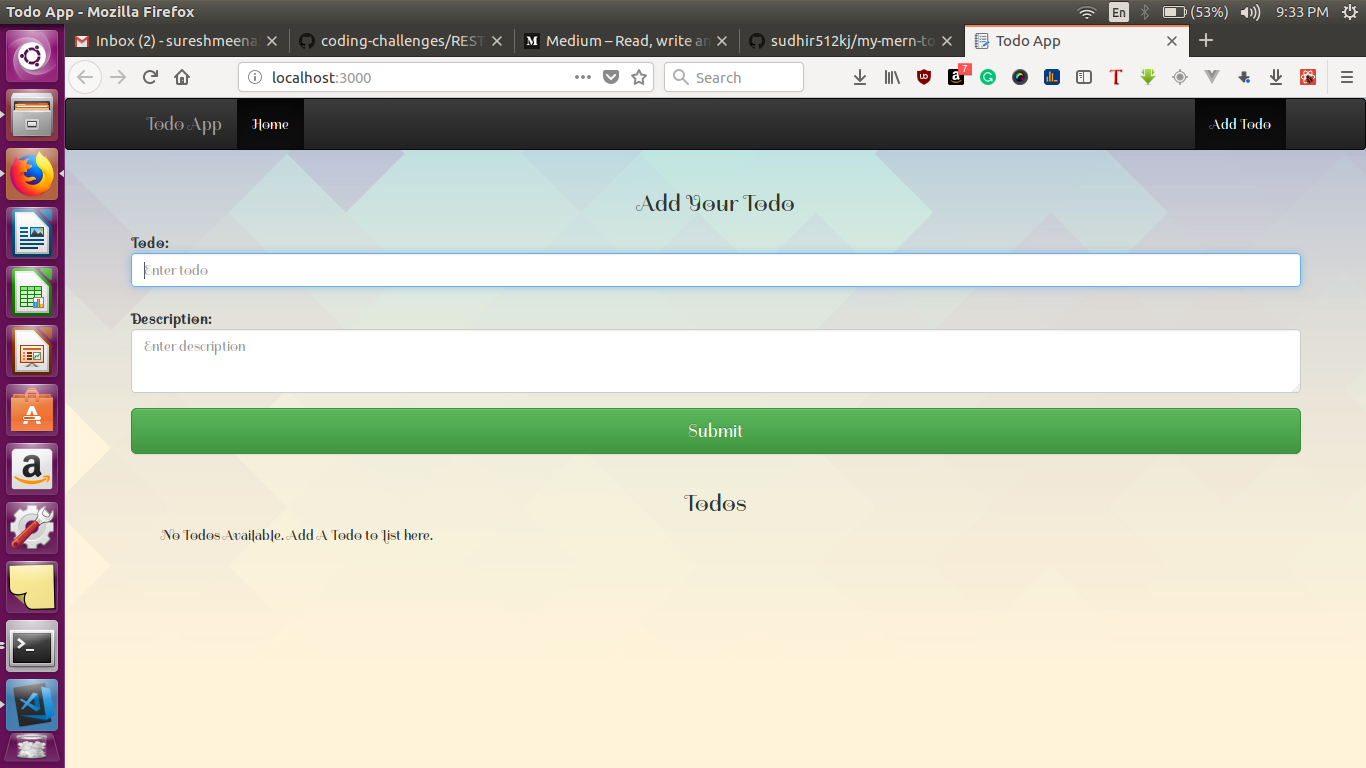 Todo App - Mozilla Firefox
En
(53%)
9:33 PM
Inbox (2) - sureshmeena
coding-challenges/REST
M Medium – Read, write an
sudhir512kj/my-mern-to
Todo App
localhost:3000
Search
7
Todo App
Home
Add Todo
Add Your Todo
Todo:
Enter todo
Description:
Enter description
Submit
Todos
No Todos Available. Add A Todo to List here.